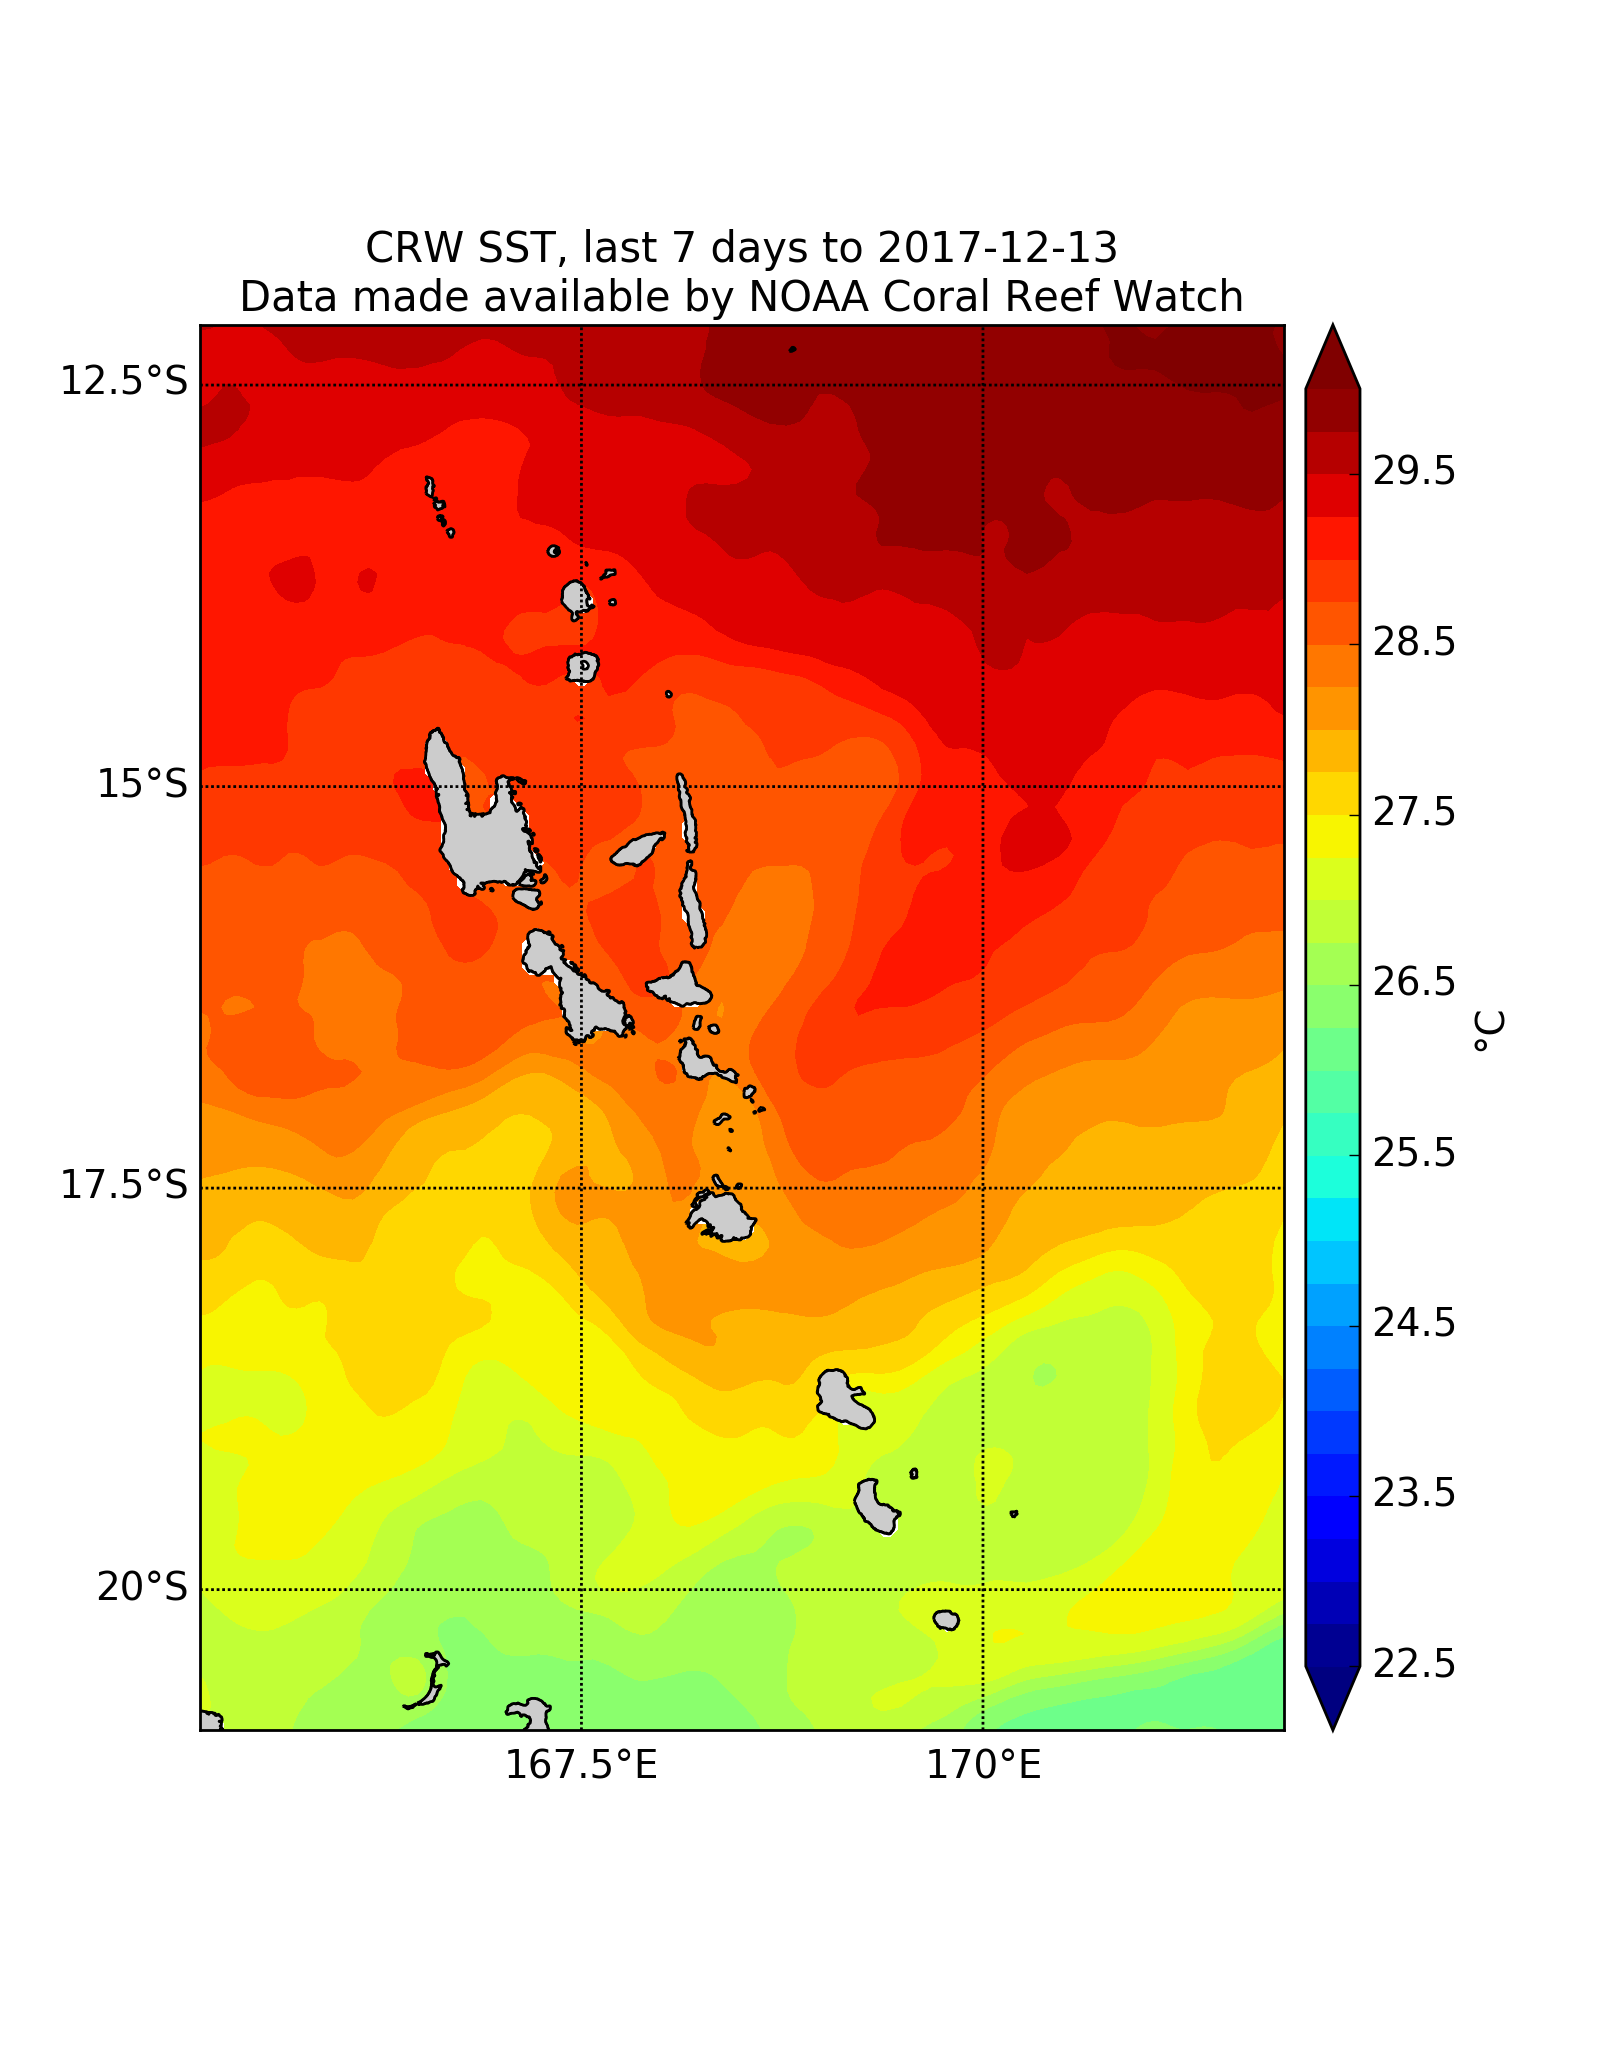 CRW SST, last 7 days to 2017-12-13
Data made available by NOAA Coral Reef Watch
12.5°S
15°S
17.5°S
20°S
167.5°E
170°E
29.5
28.5
27.5
26.5
25.5
24.5
23.5
22.5
°C